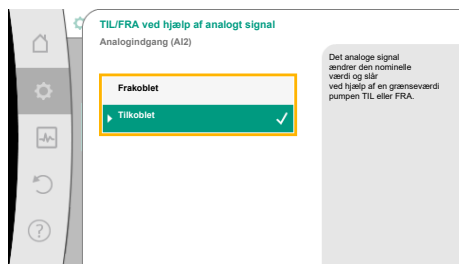 TIL/FRA ved hjælp af analogt signal
Analogindgang (AI2)
Frakoblet
Tilkoblet
Det analoge signal
ændrer den nominelle
værdi og slår
ved hjælp af en grænseværdi
pumpen TIL eller FRA.
?